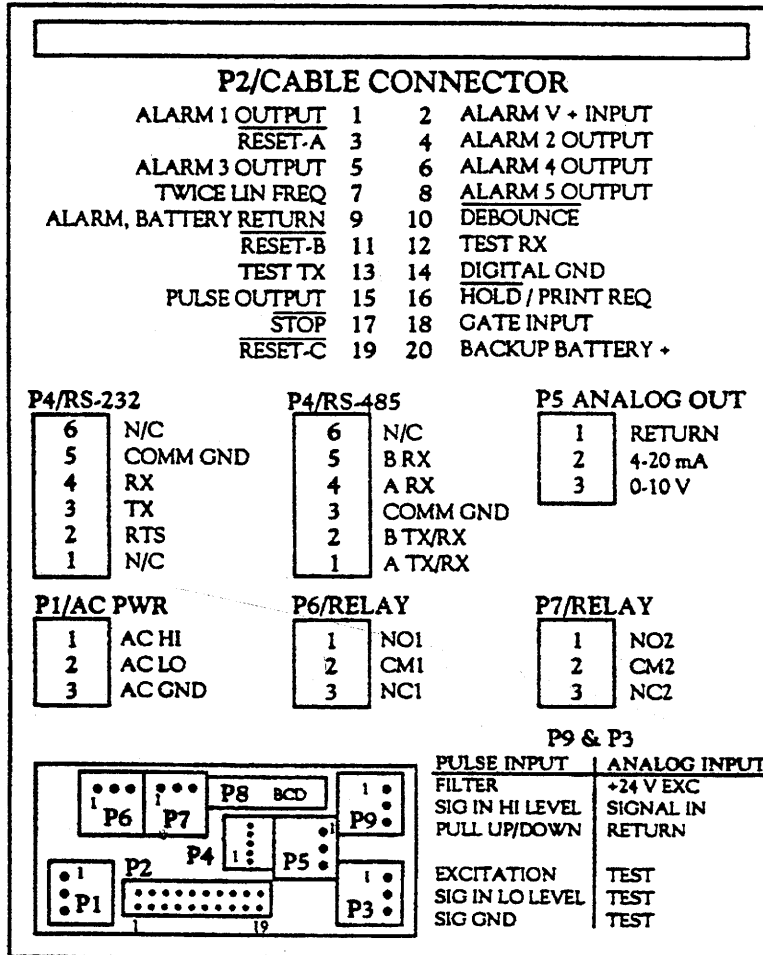 P2/CABLE CONNECTOR
ALARM 1 OUTPUT 1 2 ALARM V + INPUT
RESET-A 3 4 ALARM 2 OUTPUT
ALARM 3 OUTPUT 5 6 ALARM 4 OUTPUT
TWICE LIN FREQ 7 8 ALARM 5 OUTPUT
ALARM, BATTERY RETURN 9 10 DEBOUNCE
RESET-B 11 12 TEST RX
TEST TX 13 14 DIGITAL GND
PULSE OUTPUT 15 16 HOLD / PRINT REQ
STOP 17 18 GATE INPUT
RESET-C 19 20 BACKUP BATTERY +
P4/RS-232
6 N/C
5 COMM GND
4 RX
3 TX
2 RTS
1 N/C
P4/RS-485
6 N/C
5 B RX
4 A RX
3 COMM GND
2 B TX/RX
1 A TX/RX
P5 ANALOG OUT
1 RETURN
2 4-20 mA
3 0-10 V
P1/AC PWR
1 AC HI
2 AC LO
3 AC GND
P6/RELAY
1 NO1
2 CM1
3 NC1
P7/RELAY
1 NO2
2 CM2
3 NC2
P9 & P3
PULSE INPUT ANALOG INPUT
FILTER +24 V EXC
SIG IN HI LEVEL SIGNAL IN
PULL UP/DOWN RETURN
EXCITATION TEST
SIG IN LO LEVEL TEST
SIG GND TEST
1 P6
1 P7
P8 BCD
1 P9
P4 1
P5 1
1 P1
P2
1 19
1 P3